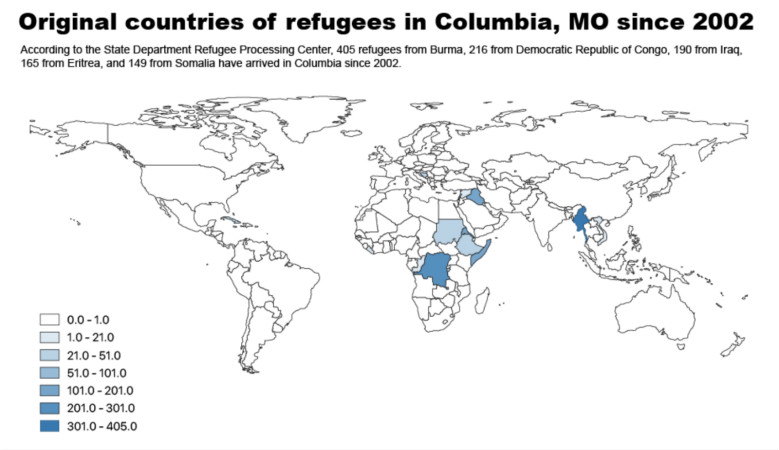 Original countries of refugees in Columbia, MO since 2002
According to the State Department Refugee Processing Center, 405 refugees from Burma, 216 from Democratic Republic of Congo, 190 from Iraq,
165 from Eritrea, and 149 from Somalia have arrived in Columbia since 2002.
0.0 - 1.0
1.0 - 21.0
21.0 - 51.0
51.0 - 101.0
101.0 - 201.0
201.0 - 301.0
301.0 - 405.0